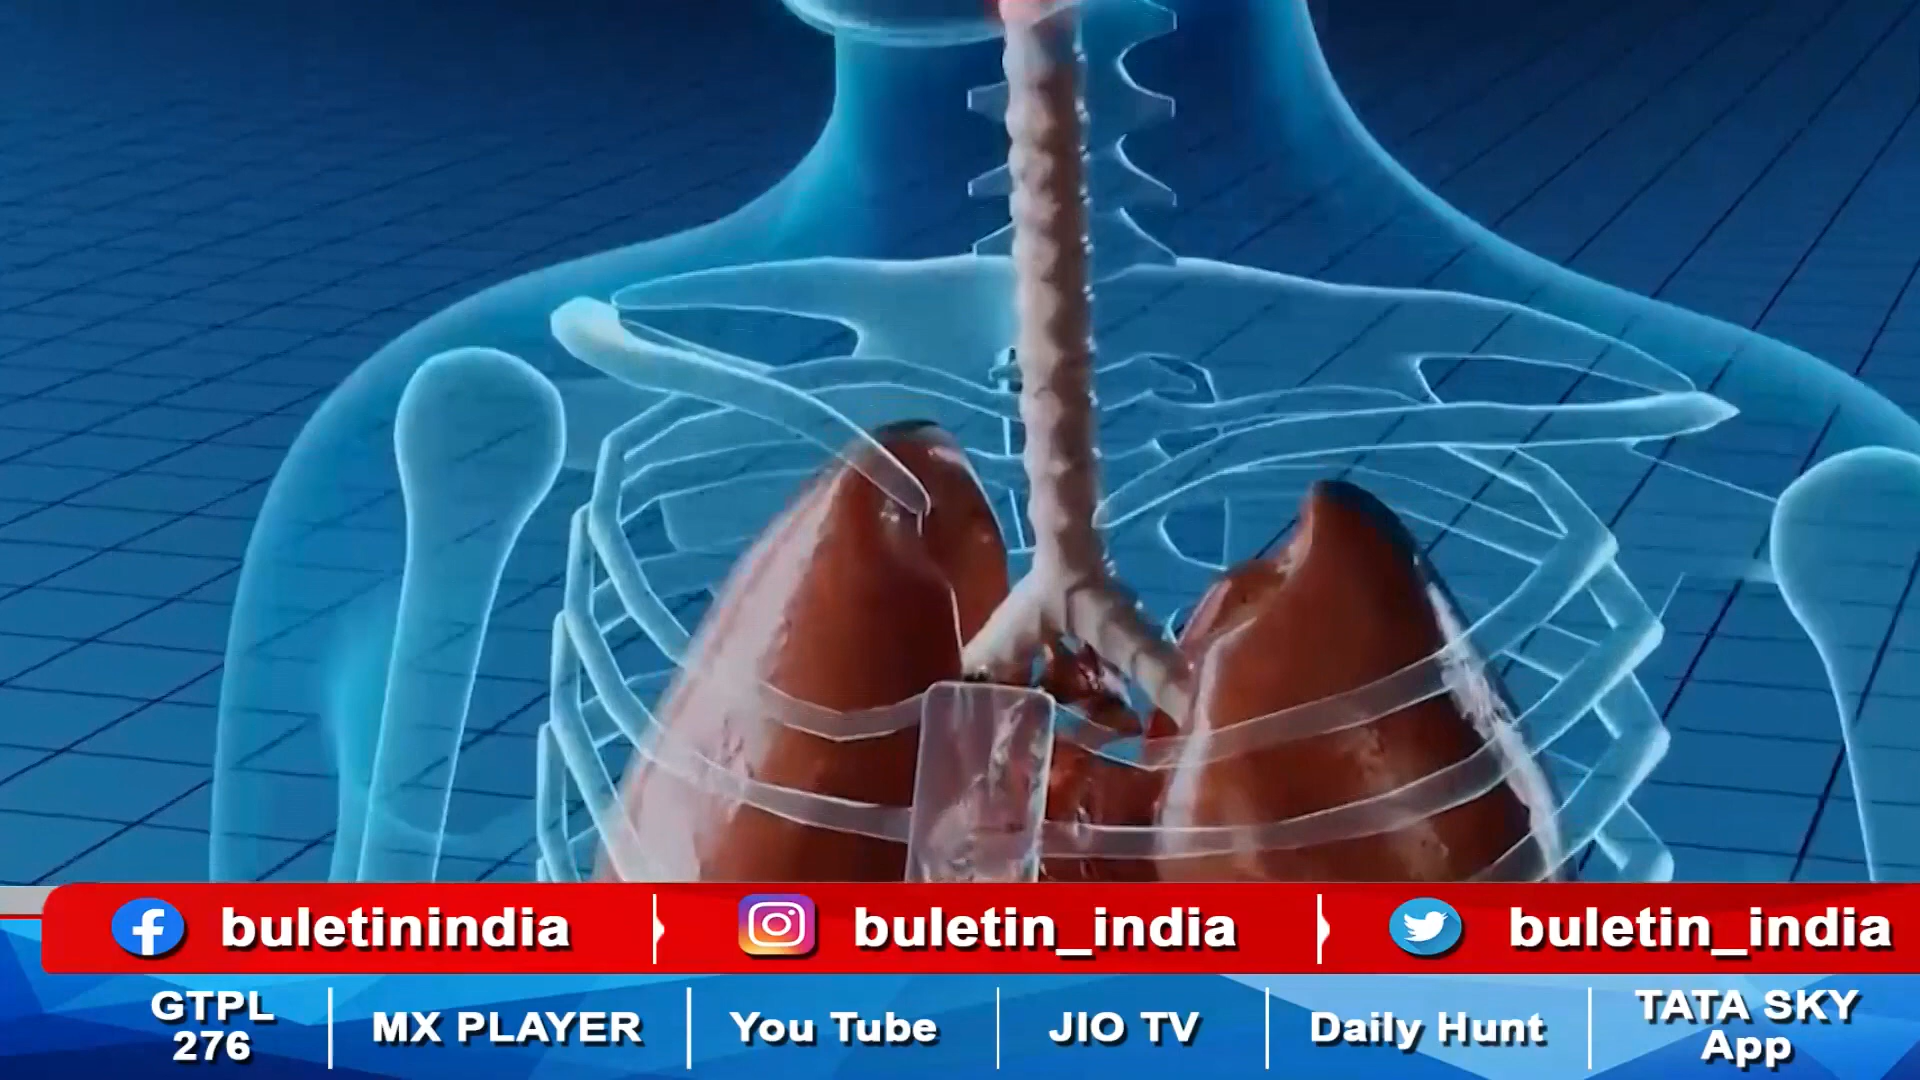 buletinindia
buletin_india
buletin_india
GTPL
276
MX PLAYER
You Tube
JIO TV
Daily Hunt
TATA SKY
App